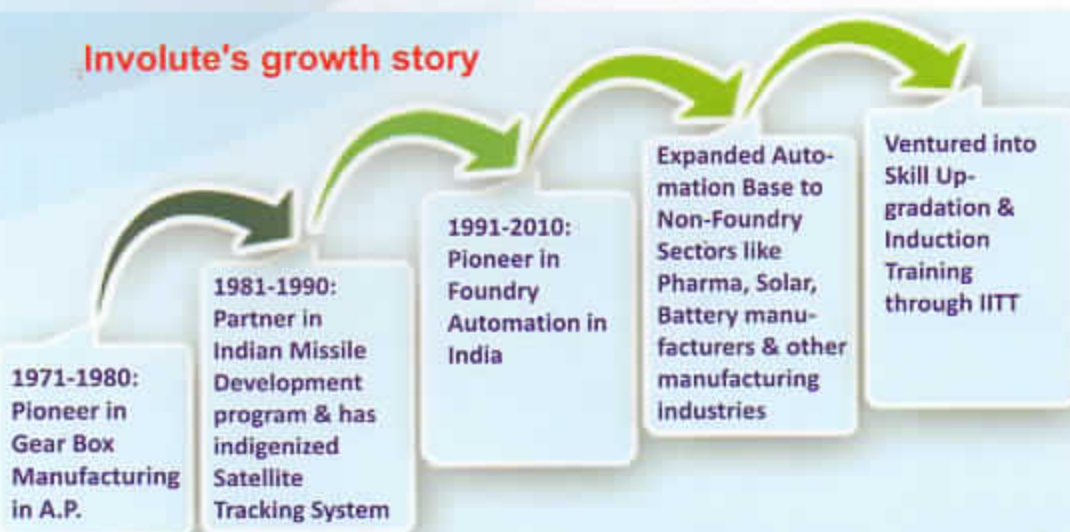 Involute's growth story
1971-1980:
Pioneer in
Gear Box
Manufacturing
in A.P.
1981-1990:
Partner in
Indian Missile
Development
program & has
indigenized
Satellite
Tracking System
1991-2010:
Pioneer in
Foundry
Automation in
India
Expanded Auto-
mation Base to
Non-Foundry
Sectors like
Pharma, Solar,
Battery manu-
facturers & other
manufacturing
industries
Ventured into
Skill Up-
gradation &
Induction
Training
through IITT